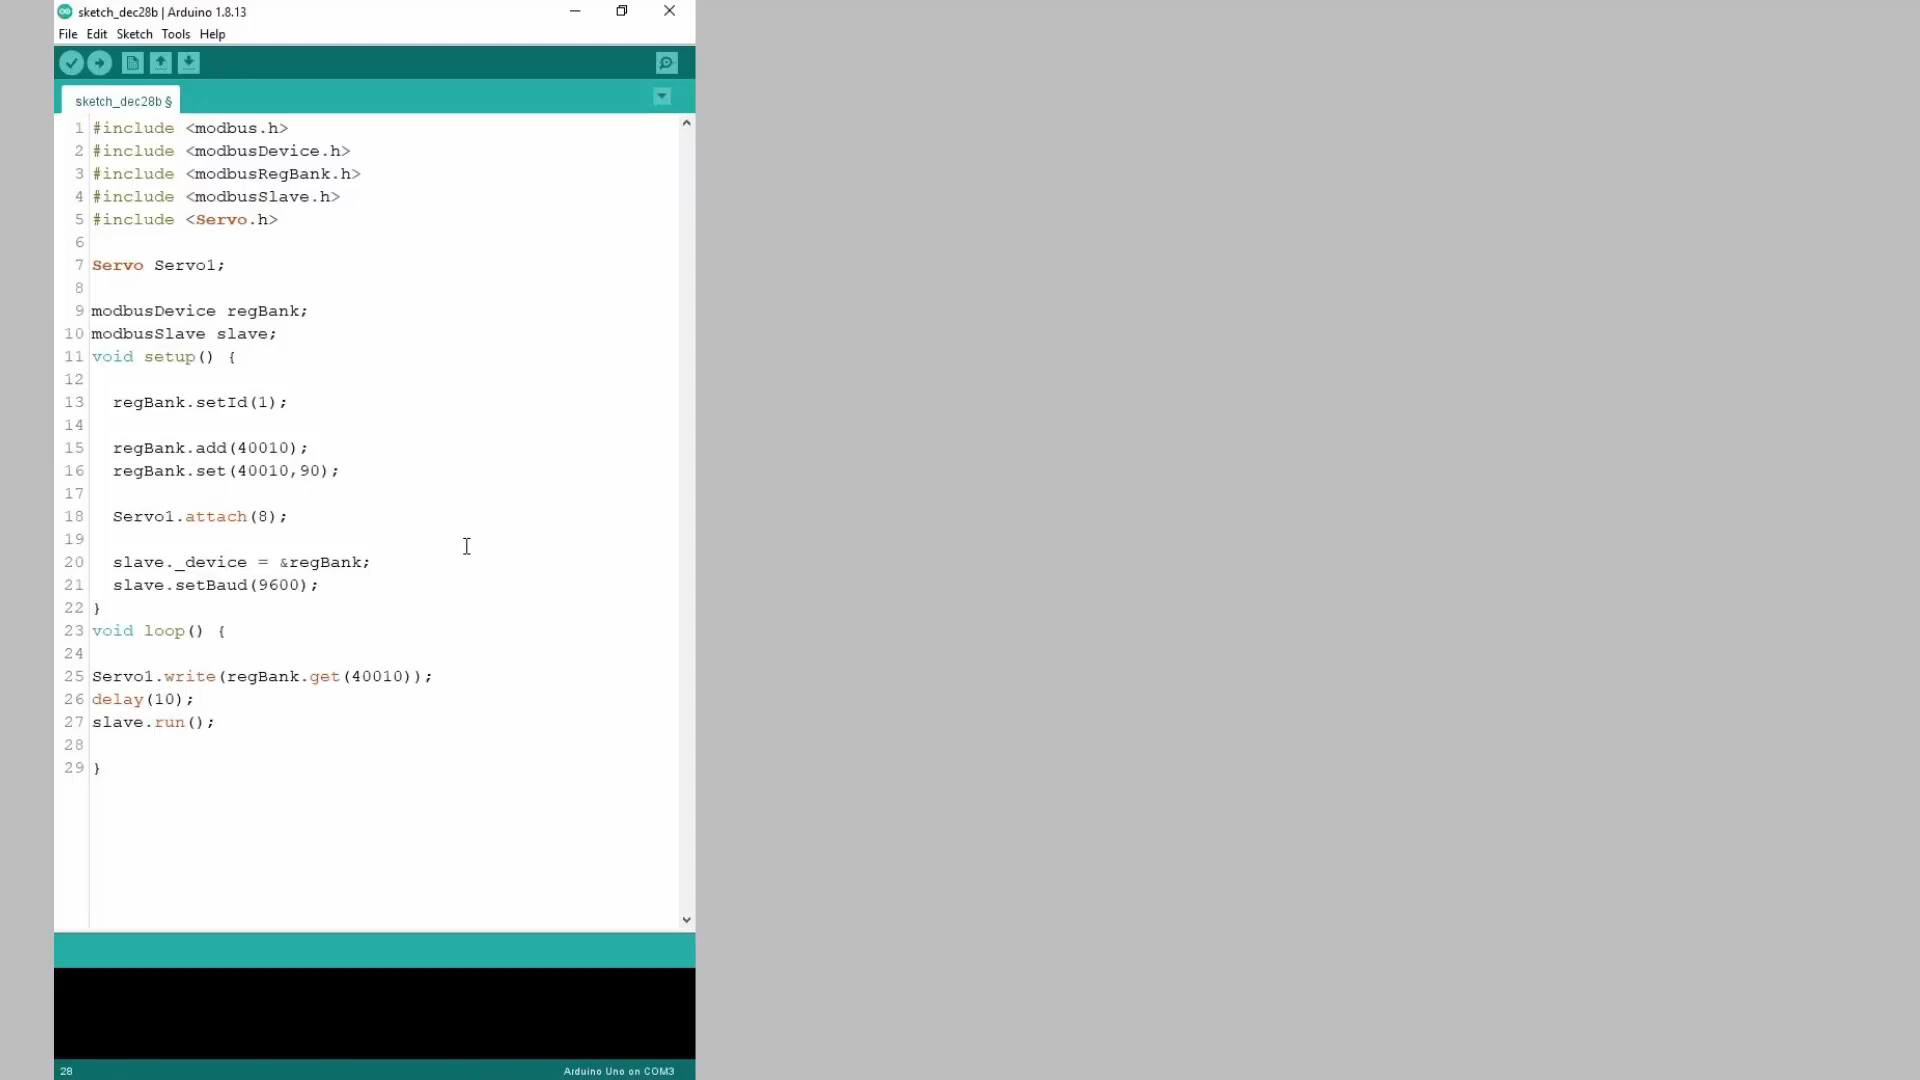 sketch_dec28b | Arduino 1.8.13
File Edit Sketch Tools Help
sketch_dec28b §
1 #include <modbus.h>
2 #include <modbusDevice.h>
3 #include <modbusRegBank.h>
4 #include <modbusSlave.h>
5 #include <Servo.h>
6
7 Servo Servo1;
8
9 modbusDevice regBank;
10 modbusSlave slave;
11 void setup() {
12
13   regBank.setId(1);
14
15   regBank.add(40010);
16   regBank.set(40010,90);
17
18   Servo1.attach(8);
19
20   slave._device = &regBank;
21   slave.setBaud(9600);
22 }
23 void loop() {
24
25 Servo1.write(regBank.get(40010));
26 delay(10);
27 slave.run();
28
29 }
28 Arduino Uno on COM3